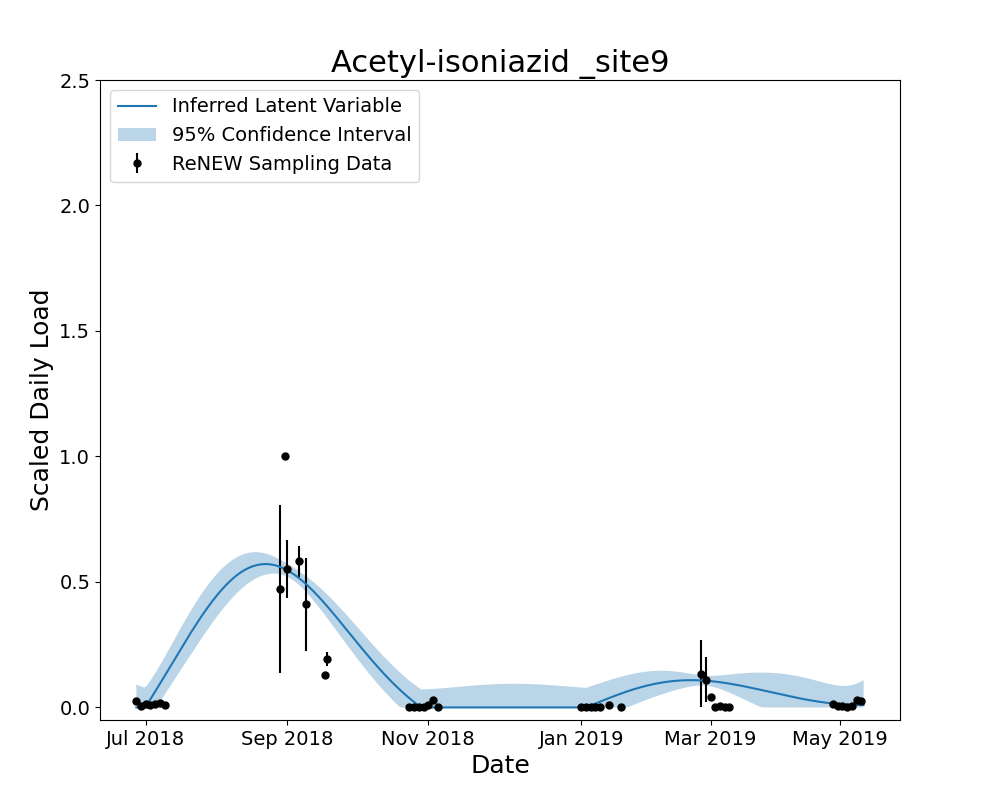 Acetyl-isoniazid _site9
Inferred Latent Variable
95% Confidence Interval
ReNEW Sampling Data
Scaled Daily Load
2.5
2.0
1.5
1.0
0.5
0.0
Jul 2018 Sep 2018 Nov 2018 Jan 2019 Mar 2019 May 2019
Date